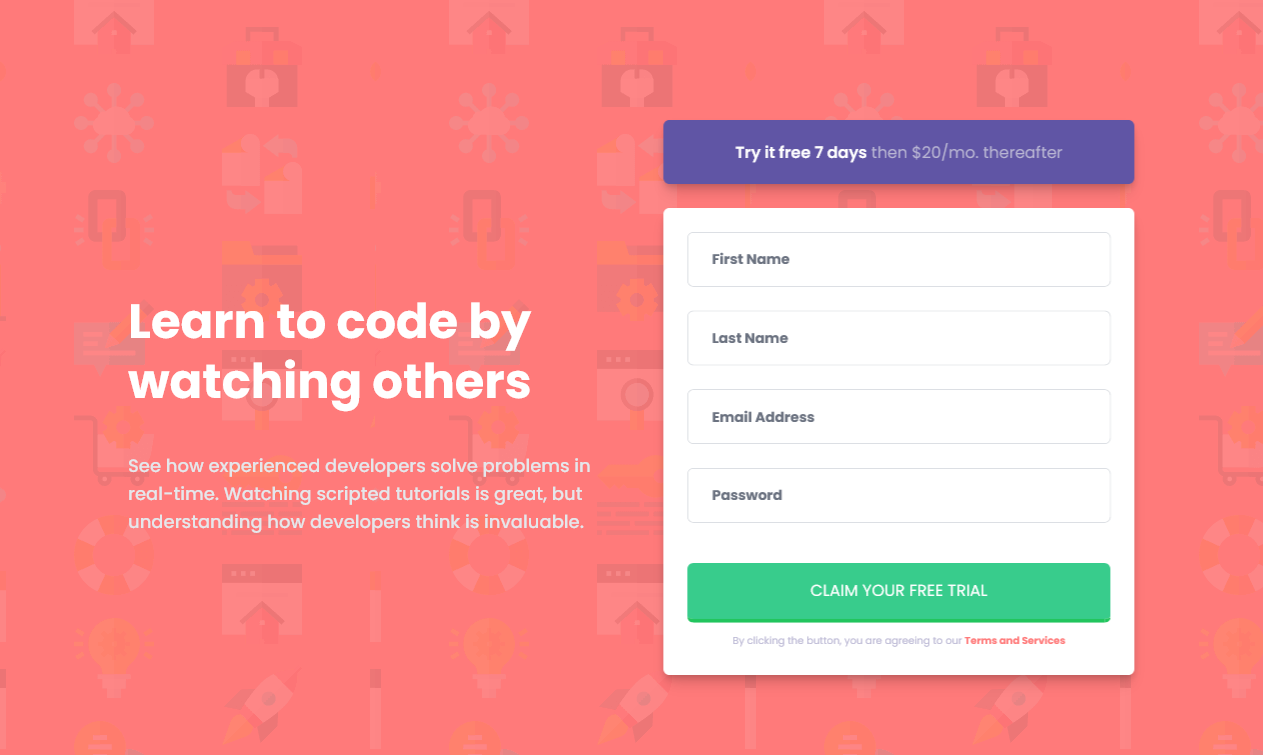 Learn to code by
watching others
See how experienced developers solve problems in
real-time. Watching scripted tutorials is great, but
understanding how developers think is invaluable.
Try it free 7 days then $20/mo. thereafter
First Name
Last Name
Email Address
Password
CLAIM YOUR FREE TRIAL
By clicking the button, you are agreeing to our Terms and Services